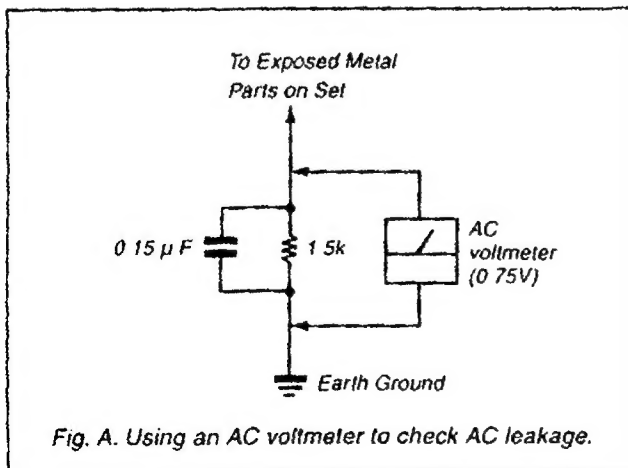 To Exposed Metal
Parts on Set
0 15 µ F
1 5k
AC
voltmeter
(0 75V)
Earth Ground
Fig. A. Using an AC voltmeter to check AC leakage.